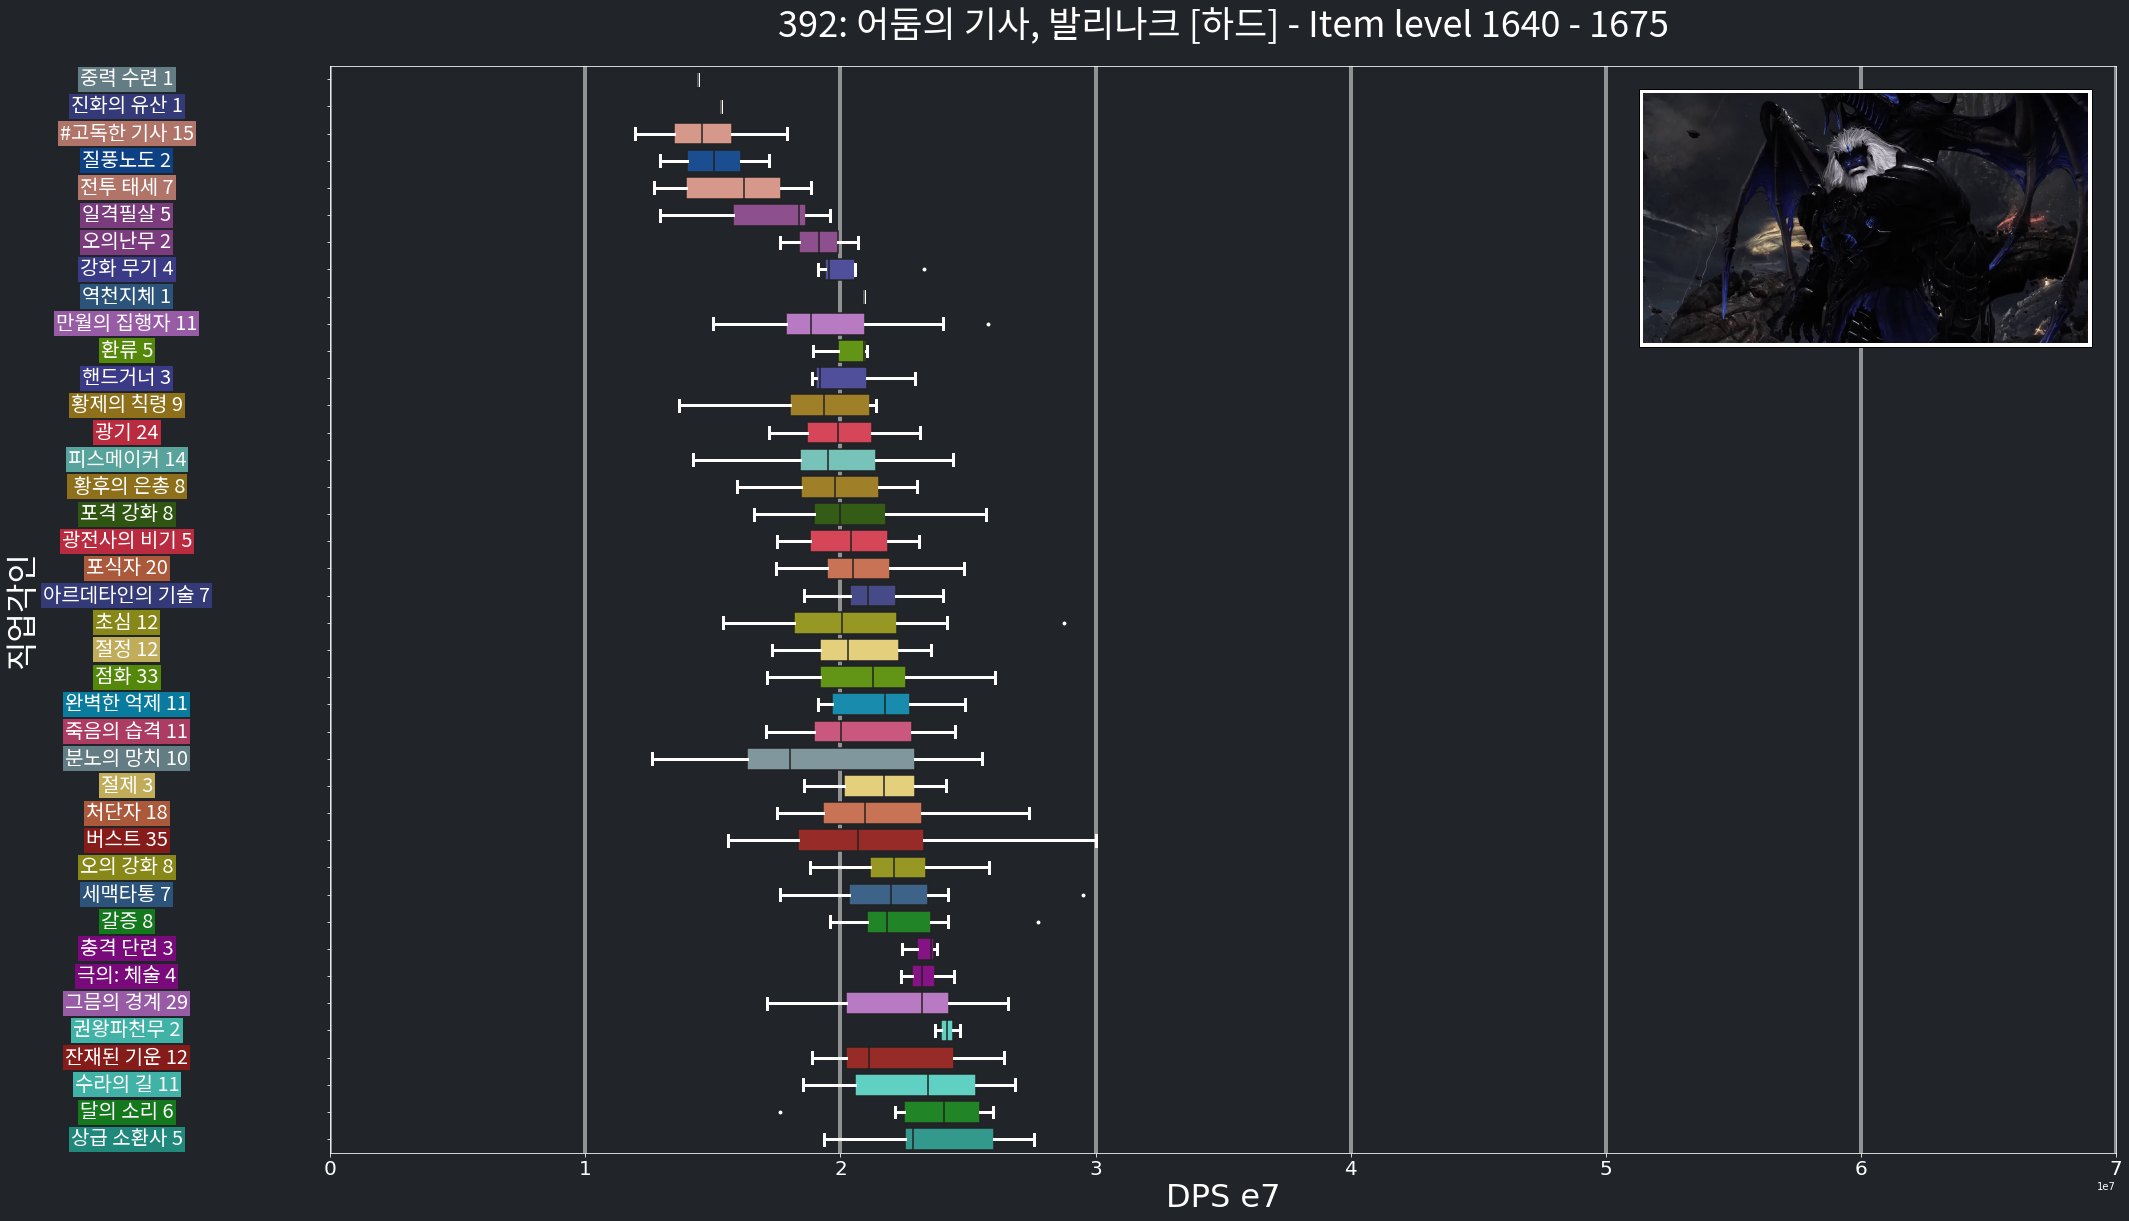 392: 어둠의 기사, 발리나크 [하드] - Item level 1640 - 1675
중력 수련 1
진화의 유산 1
#고독한 기사 15
질풍노도 2
전투 태세 7
일격필살 5
오의난무 2
강화 무기 4
역천지체 1
만월의 집행자 11
환류 5
핸드거너 3
황제의 칙령 9
광기 24
피스메이커 14
황후의 은총 8
포격 강화 8
광전사의 비기 5
포식자 20
아르데타인의 기술 7
초심 12
절정 12
점화 33
완벽한 억제 11
죽음의 습격 11
분노의 망치 10
절제 3
처단자 18
버스트 35
오의 강화 8
세맥타통 7
갈증 8
충격 단련 3
극의: 체술 4
그믐의 경계 29
권왕파천무 2
잔재된 기운 12
수라의 길 11
달의 소리 6
상급 소환사 5
직업각인
0 1 2 3 4 5 6 7
1e7
DPS e7